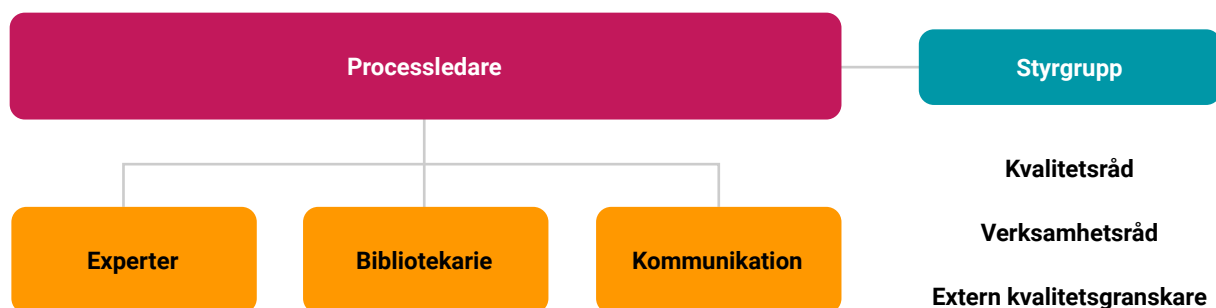 Processledare
Styrgrupp
Kvalitetsråd
Verksamhetsråd
Experter
Bibliotekarie
Kommunikation
Extern kvalitetsgranskare